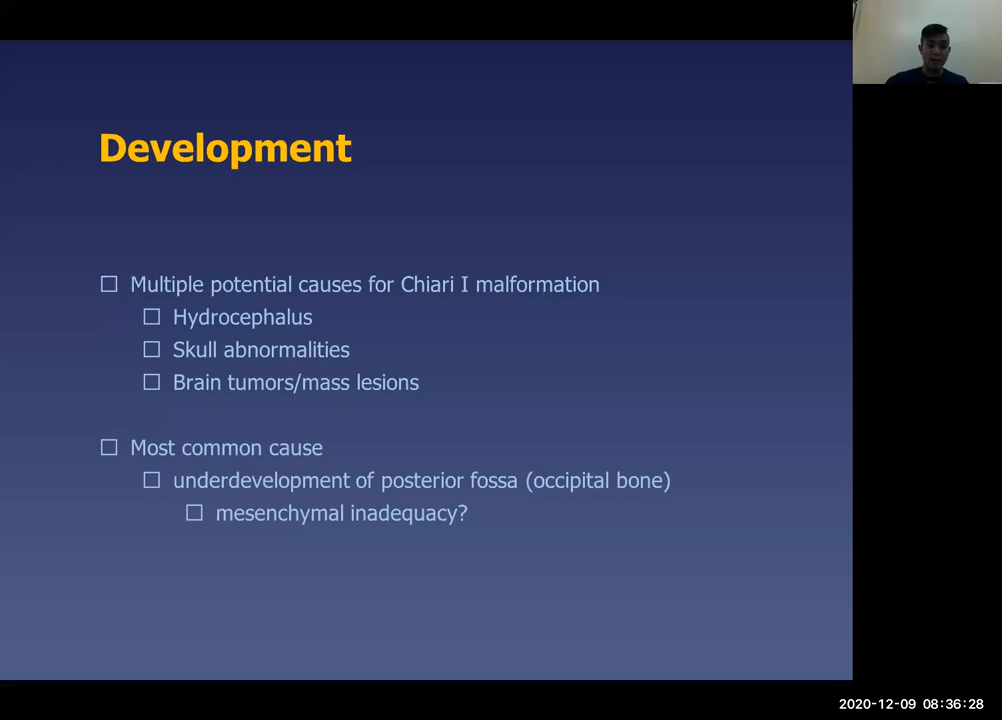 Development
Multiple potential causes for Chiari I malformation
Hydrocephalus
Skull abnormalities
Brain tumors/mass lesions
Most common cause
underdevelopment of posterior fossa (occipital bone)
mesenchymal inadequacy?
2020-12-09 08:36:28